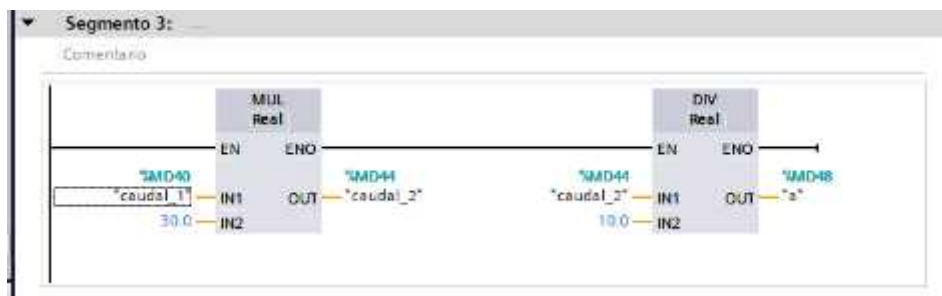 Segmento 3:
Comentario
MUL DIV
Real Real
EN ENO EN ENO
%MD40 %MD44 %MD44 %MD48
"caudal_1" IN1 OUT "caudal_2" "caudal_2" IN1 OUT "a"
30.0 IN2 10.0 IN2